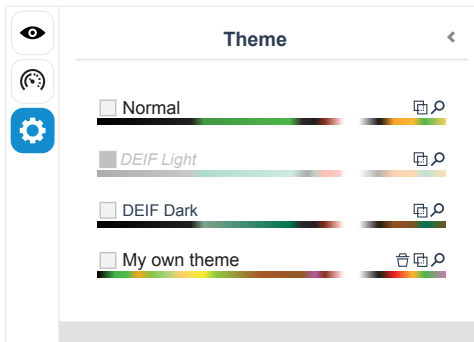 Theme
Normal
DEIF Light
DEIF Dark
My own theme